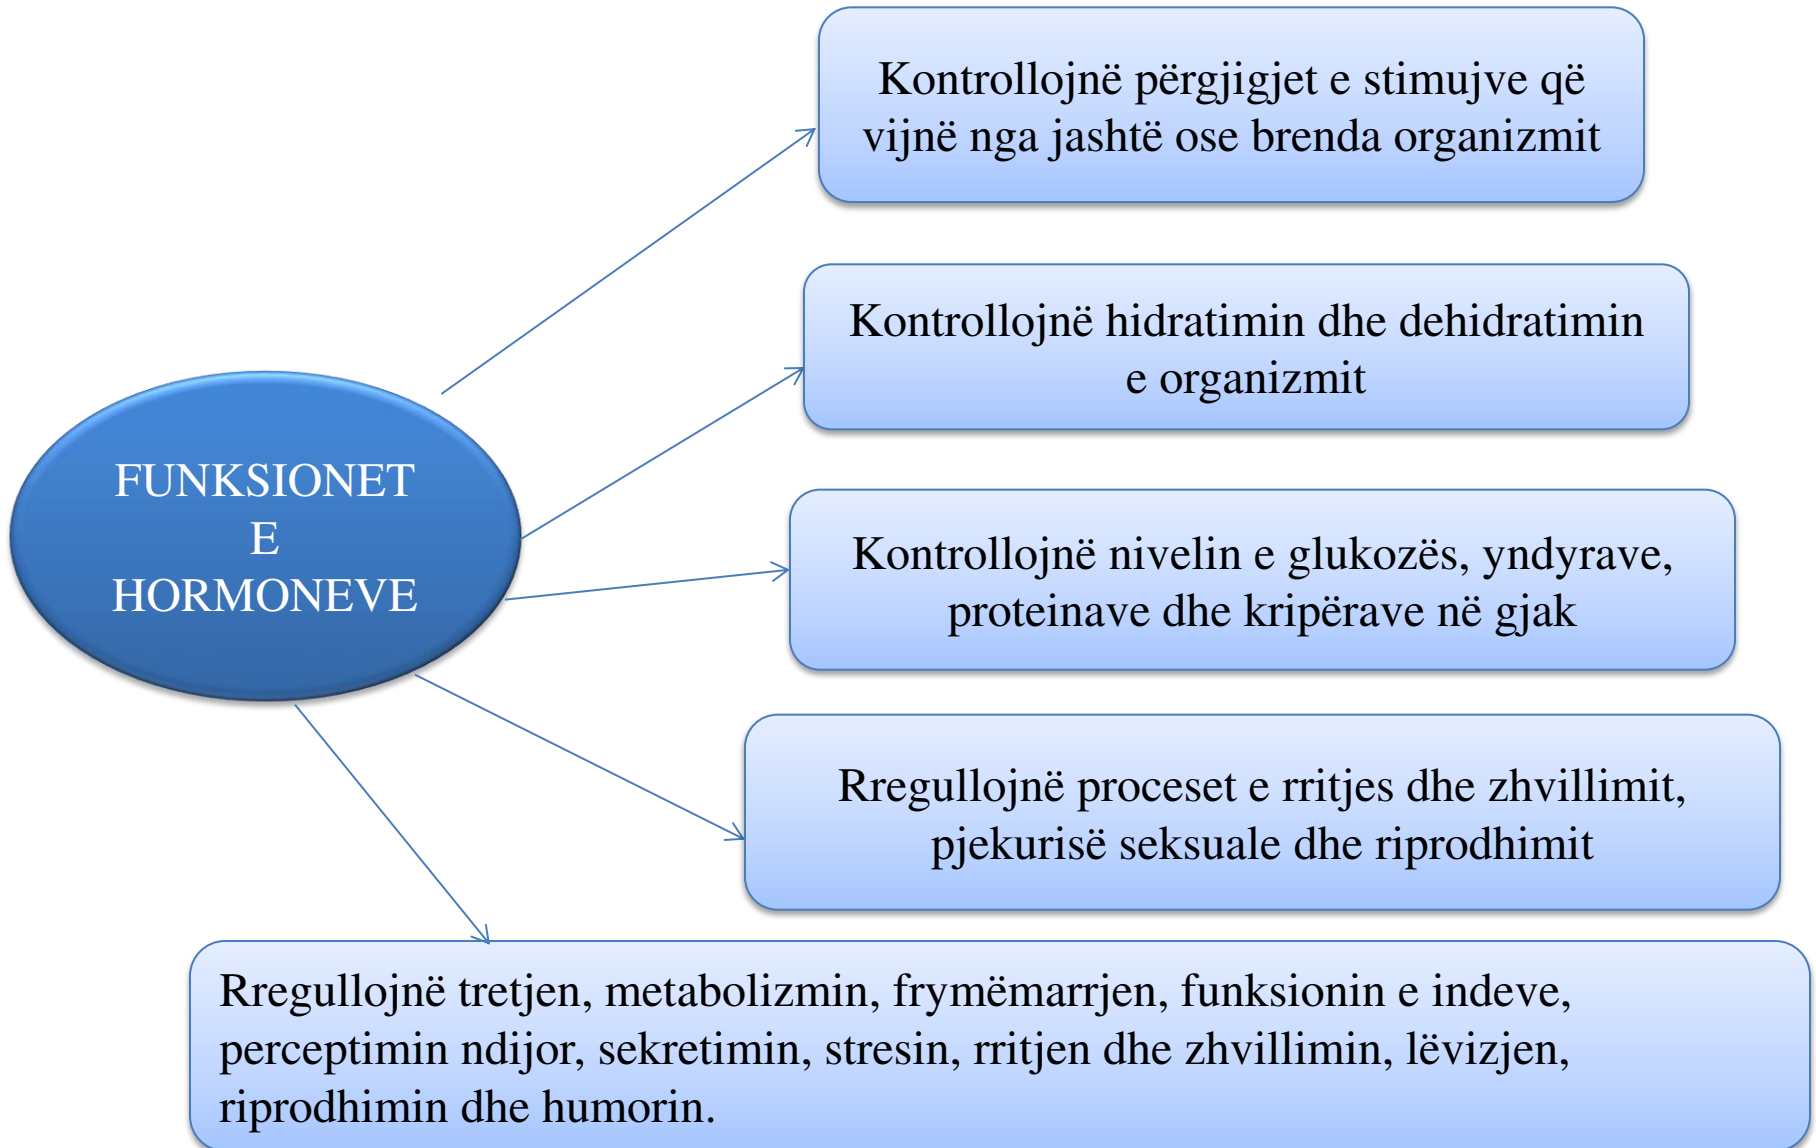 Kontrollojnë përgjigjet e stimujve që
vijnë nga jashtë ose brenda organizmit
Kontrollojnë hidratimin dhe dehidratimin
e organizmit
FUNKSIONET
E
HORMONEVE
Kontrollojnë nivelin e glukozës, yndyrave,
proteinave dhe kripërave në gjak
Rregullojnë proceset e rritjes dhe zhvillimit,
pjekurisë seksuale dhe riprodhimit
Rregullojnë tretjen, metabolizmin, frymëmarrjen, funksionin e indeve,
perceptimin ndijor, sekretimin, stresin, rritjen dhe zhvillimin, lëvizjen,
riprodhimin dhe humorin.